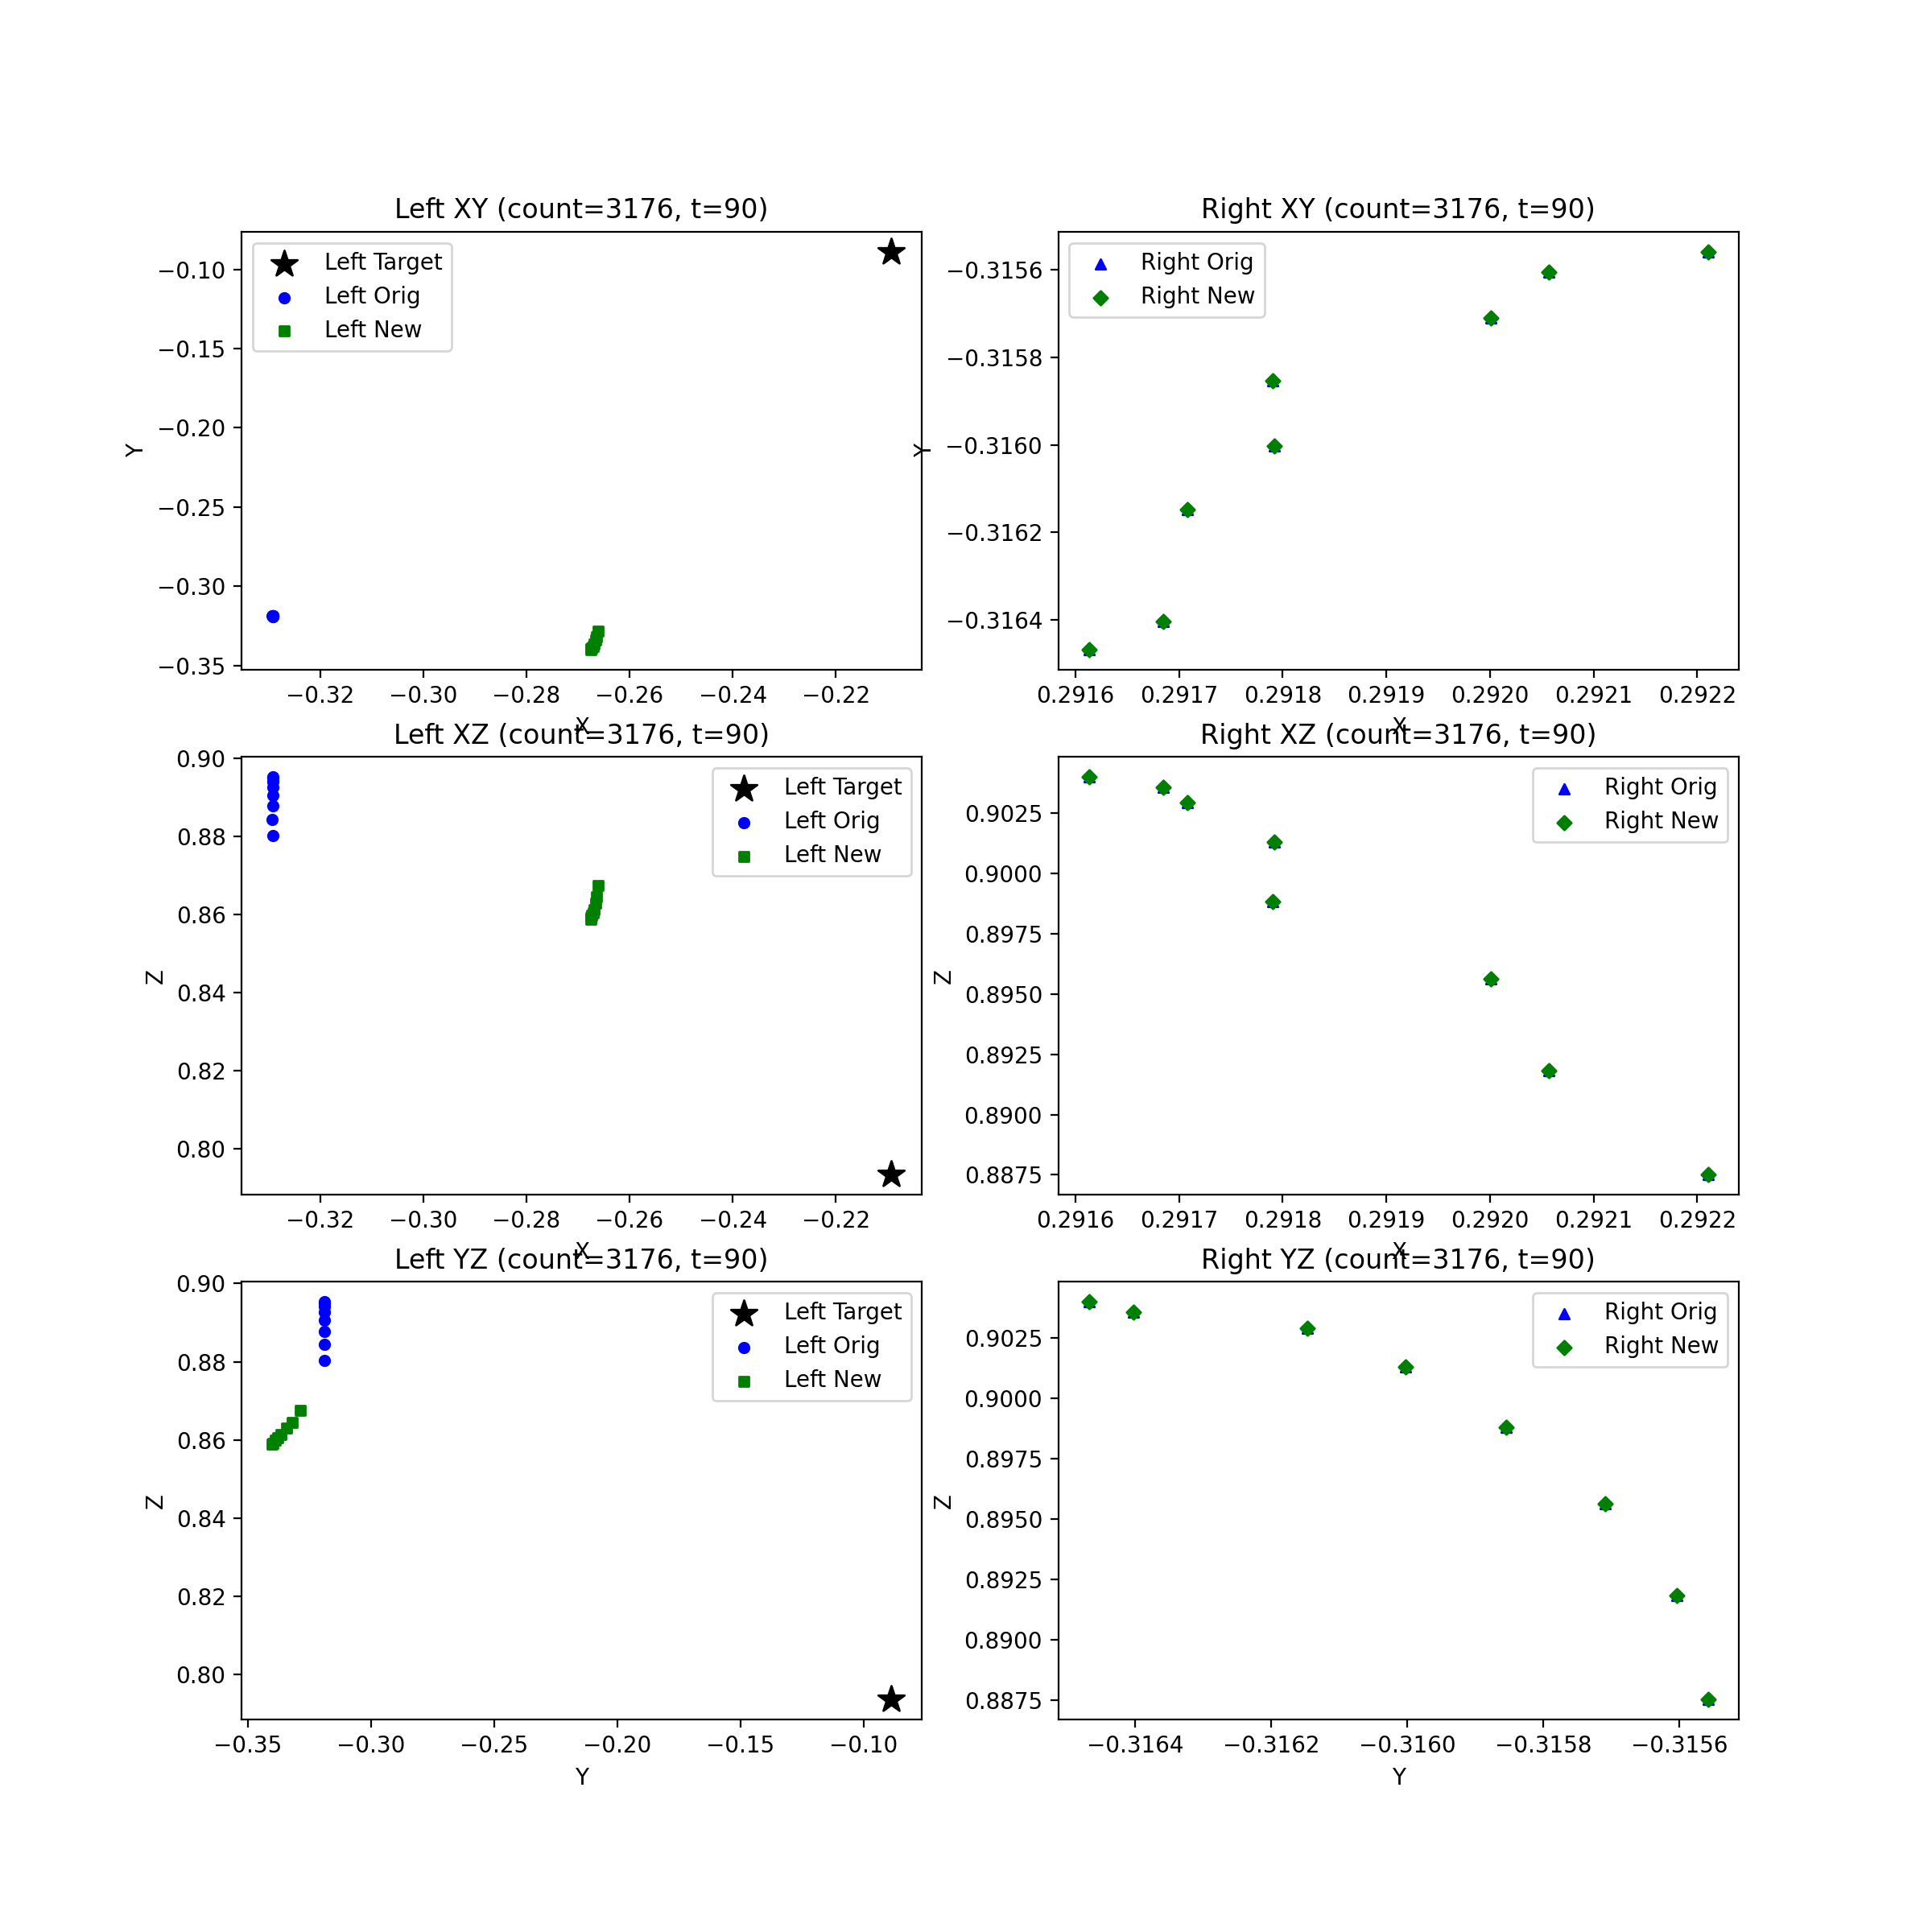 Left XY (count=3176, t=90)
Left Target
Left Orig
Left New
−0.10
−0.15
−0.20
−0.25
−0.30
−0.35
Y
−0.32
−0.30
−0.28
−0.26
−0.24
−0.22
X
Right XY (count=3176, t=90)
Right Orig
Right New
−0.3156
−0.3158
−0.3160
−0.3162
−0.3164
Y
0.2916
0.2917
0.2918
0.2919
0.2920
0.2921
0.2922
X
Left XZ (count=3176, t=90)
Left Target
Left Orig
Left New
0.90
0.88
0.86
0.84
0.82
0.80
Z
−0.32
−0.30
−0.28
−0.26
−0.24
−0.22
X
Right XZ (count=3176, t=90)
Right Orig
Right New
0.9025
0.9000
0.8975
0.8950
0.8925
0.8900
0.8875
Z
0.2916
0.2917
0.2918
0.2919
0.2920
0.2921
0.2922
X
Left YZ (count=3176, t=90)
Left Target
Left Orig
Left New
0.90
0.88
0.86
0.84
0.82
0.80
Z
−0.35
−0.30
−0.25
−0.20
−0.15
−0.10
Y
Right YZ (count=3176, t=90)
Right Orig
Right New
0.9025
0.9000
0.8975
0.8950
0.8925
0.8900
0.8875
Z
−0.3164
−0.3162
−0.3160
−0.3158
−0.3156
Y